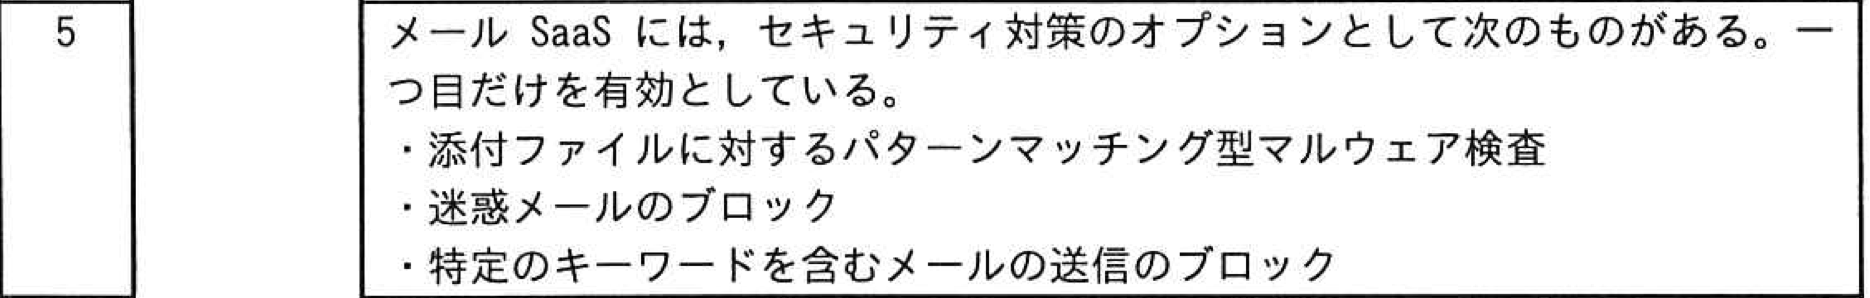 5
メール SaaS には，セキュリティ対策のオプションとして次のものがある。一
つ目だけを有効としている。
・添付ファイルに対するパターンマッチング型マルウェア検査
・迷惑メールのブロック
・特定のキーワードを含むメールの送信のブロック